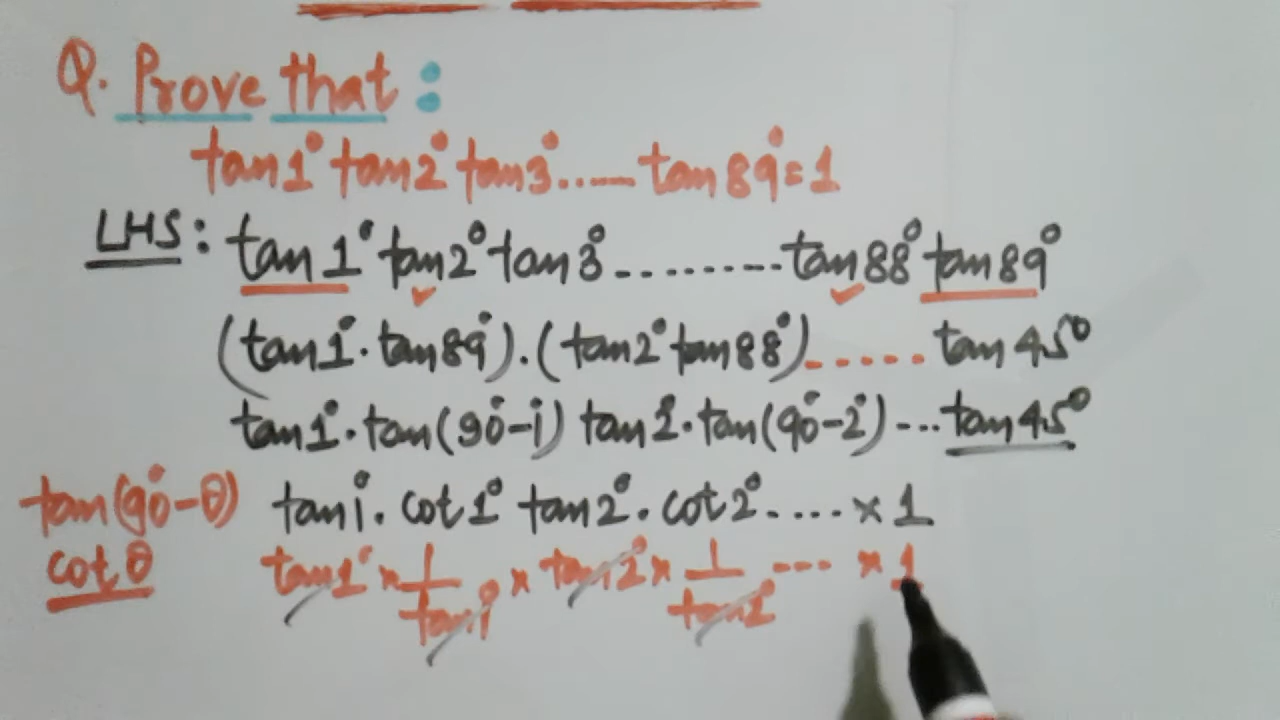 Q. Prove that :
tan1° tan2° tan3°...... tan89°=1
LHS: tan1° tan2° tan3°......... tan88° tan89°
(tan1°.tan89°).(tan2° tan88°)...... tan45°
tan1°.tan(90°-1°) tan2°.tan(90°-2°)---tan45°
tan(90°-θ) tan1°. cot1° tan2°. cot2°.....×1
cotθ tan1°× 1/tan1° × tan2°× 1/tan2° --- ×1